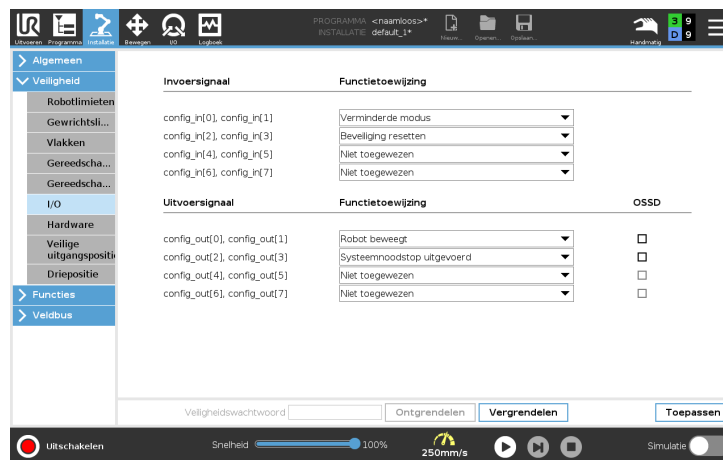 UR
Uitvoeren Programma Installatie Bewegen I/O Logboek
PROGRAMMA <naamloos>*
INSTALLATIE default_1*
Nieuw... Openen... Opslaan...
Handmatig
3 9
D 9
Algemeen
Veiligheid
Robotlimieten
Gewrichtsli...
Vlakken
Gereedscha...
Gereedscha...
I/O
Hardware
Veilige
uitgangspositi
Driepositie
Functies
Veldbus
Invoersignaal Functietoewijzing
config_in[0], config_in[1] Verminderde modus
config_in[2], config_in[3] Beveiliging resetten
config_in[4], config_in[5] Niet toegewezen
config_in[6], config_in[7] Niet toegewezen
Uitvoersignaal Functietoewijzing OSSD
config_out[0], config_out[1] Robot beweegt
config_out[2], config_out[3] Systeemnoodstop uitgevoerd
config_out[4], config_out[5] Niet toegewezen
config_out[6], config_out[7] Niet toegewezen
Veiligheidswachtwoord Ontgrendelen Vergrendelen Toepassen
Uitschakelen Snelheid 100% 250mm/s Simulatie